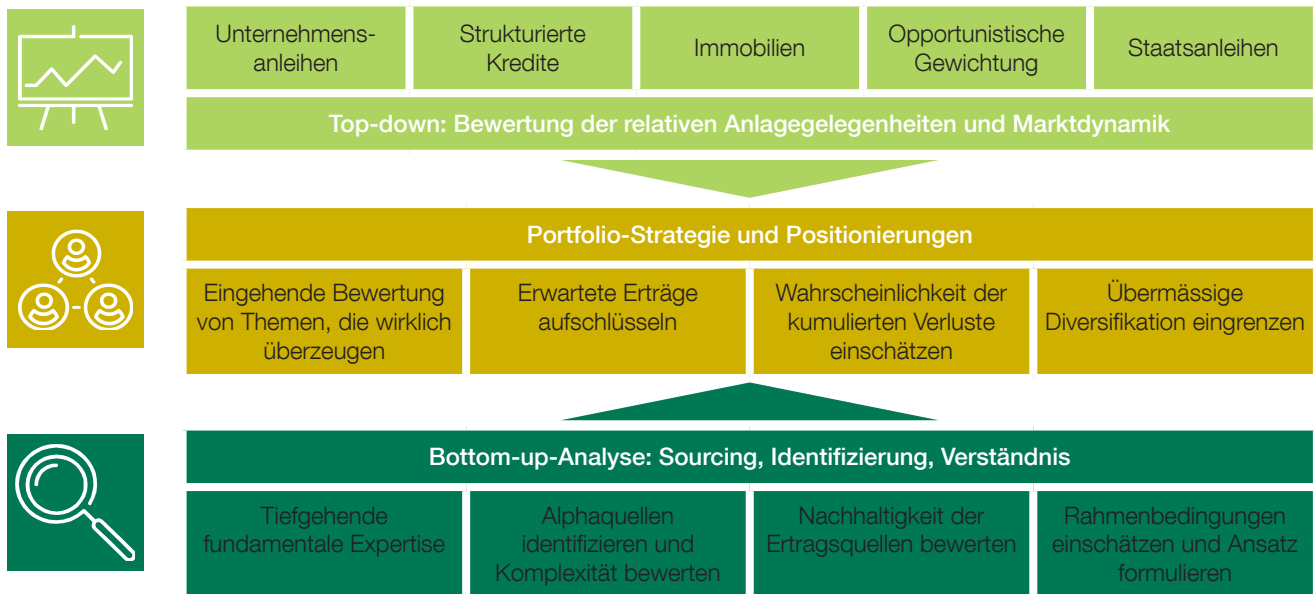 Unternehmens-
anleihen
Strukturierte
Kredite
Immobilien
Opportunistische
Gewichtung
Staatsanleihen
Top-down: Bewertung der relativen Anlagegelegenheiten und Marktdynamik
Portfolio-Strategie und Positionierungen
Eingehende Bewertung
von Themen, die wirklich
überzeugen
Erwartete Erträge
aufschlüsseln
Wahrscheinlichkeit der
kumulierten Verluste
einschätzen
Übermässige
Diversifikation eingrenzen
Bottom-up-Analyse: Sourcing, Identifizierung, Verständnis
Tiefgehende
fundamentale Expertise
Alphaquellen
identifizieren und
Komplexität bewerten
Nachhaltigkeit der
Ertragsquellen bewerten
Rahmenbedingungen
einschätzen und Ansatz
formulieren